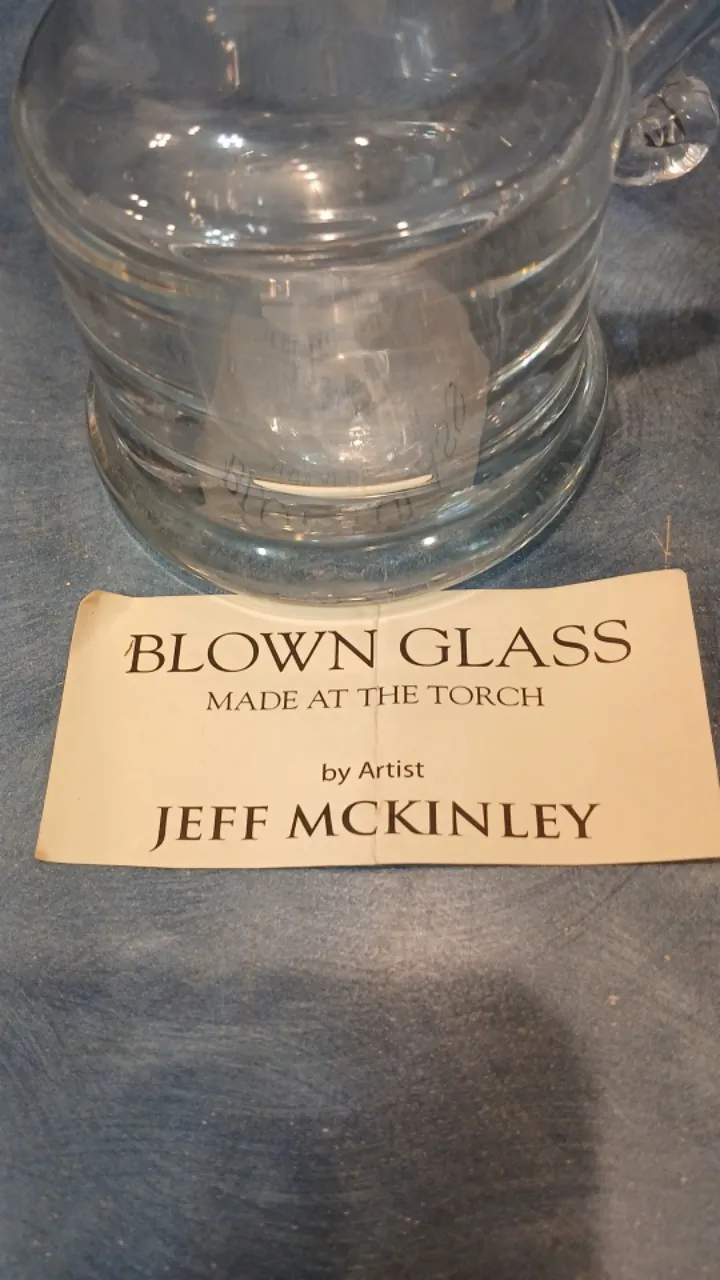 BLOWN GLASS
MADE AT THE TORCH
by Artist
JEFF MCKINLEY